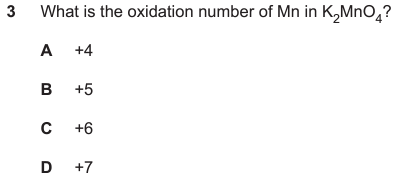 3 What is the oxidation number of Mn in K₂MnO₄?
A +4
B +5
C +6
D +7